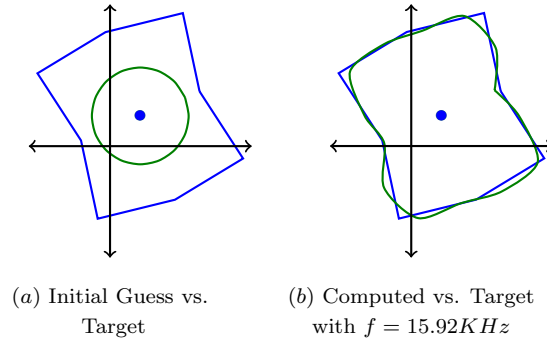 (a) Initial Guess vs.
Target
(b) Computed vs. Target
with f = 15.92KHz